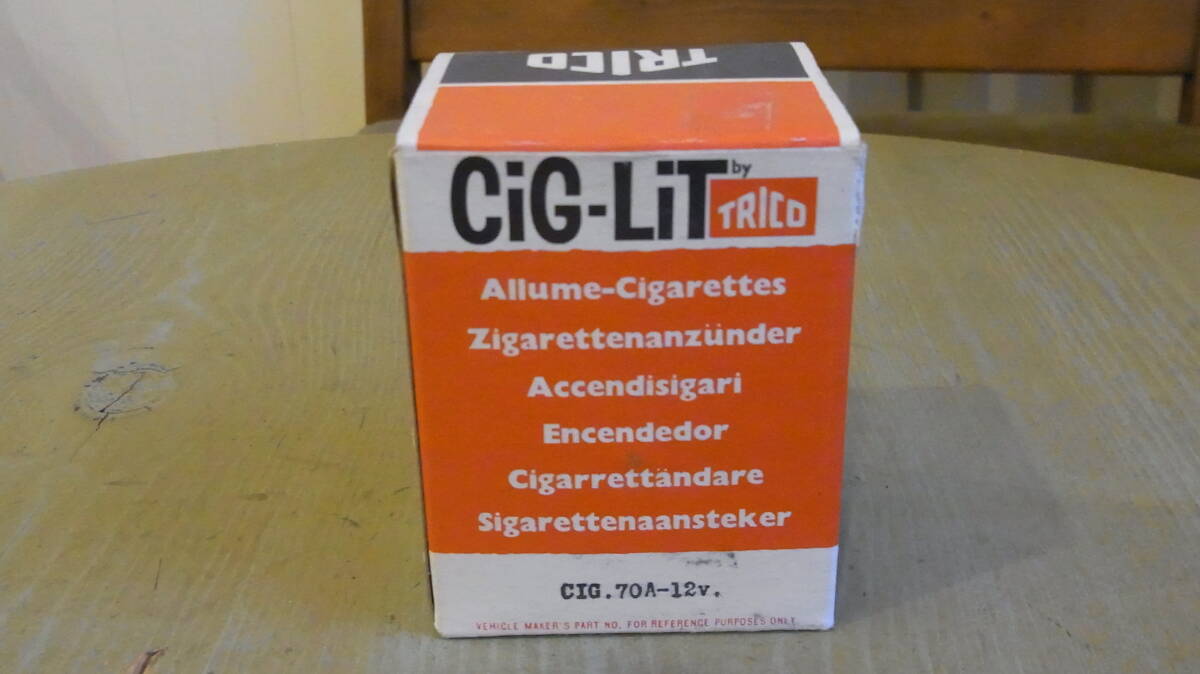 TRICO
CiG-LiT by TRICO
Allume-Cigarettes
Zigarettenanzünder
Accendisigari
Encendedor
Cigarrettändare
Sigarettenaansteker
CIG.70A-12v.
VEHICLE MAKER'S PART NO. FOR REFERENCE PURPOSES ONLY